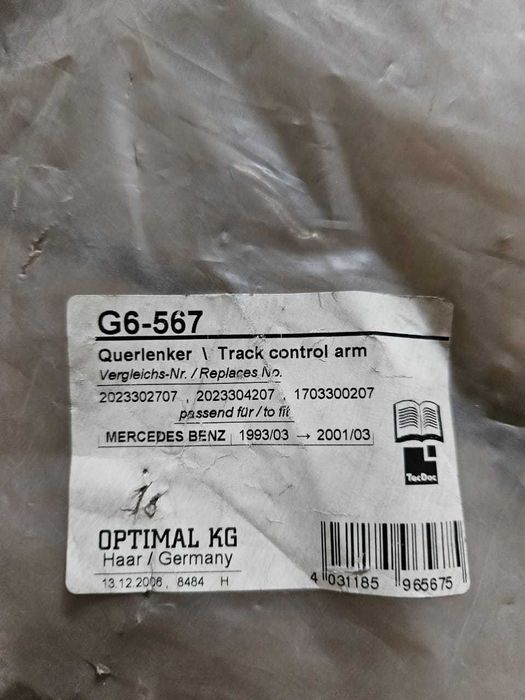 G6-567
Querlenker \ Track control arm
Vergleichs-Nr. / Replaces No.
2023302707 , 2023304207 , 1703300207
passend für / to fit
MERCEDES BENZ | 1993/03 → 2001/03
TecDoc
OPTIMAL KG
Haar / Germany
13.12.2006, 8484 H
4 031185 965675